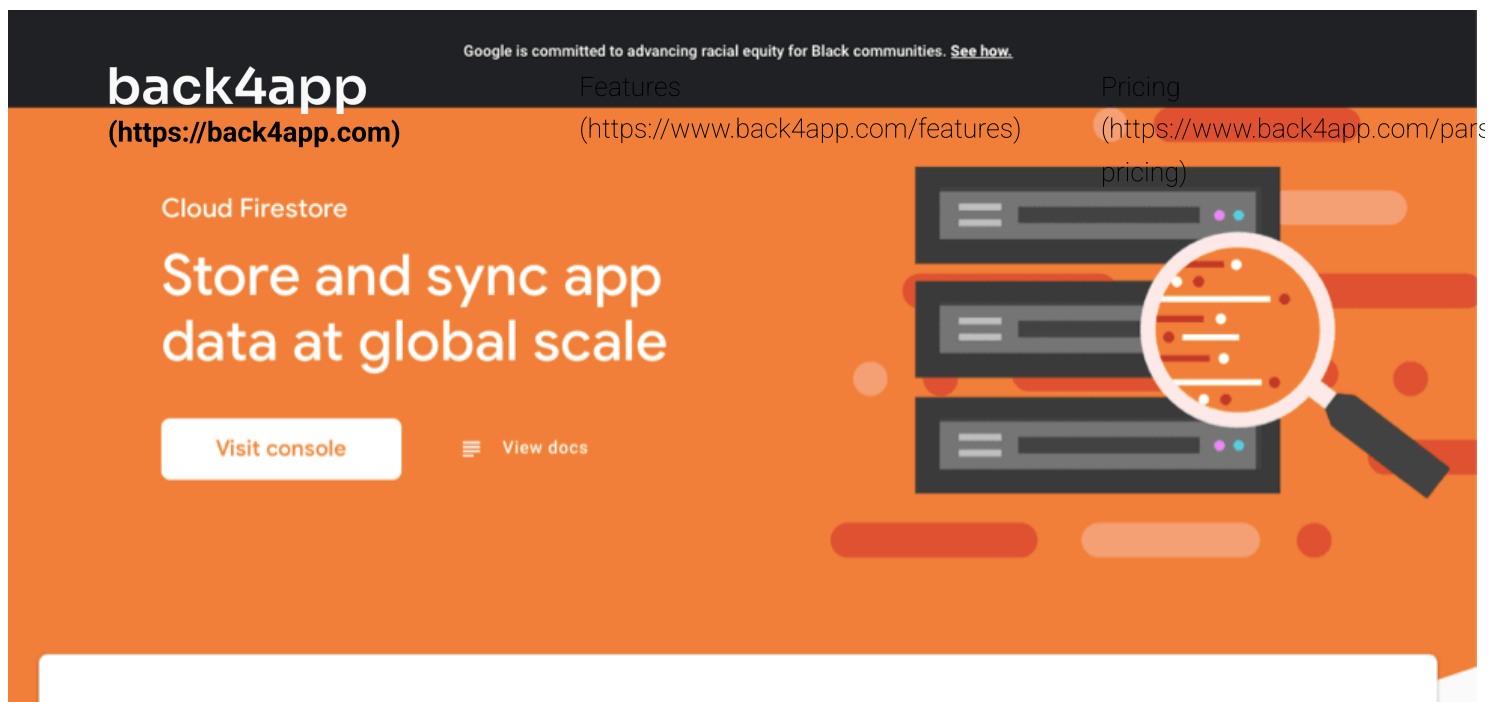 Google is committed to advancing racial equity for Black communities. See how.
back4app
(https://back4app.com)
Features
(https://www.back4app.com/features)
Pricing
(https://www.back4app.com/pars
pricing)
Cloud Firestore
Store and sync app
data at global scale
Visit console
View docs